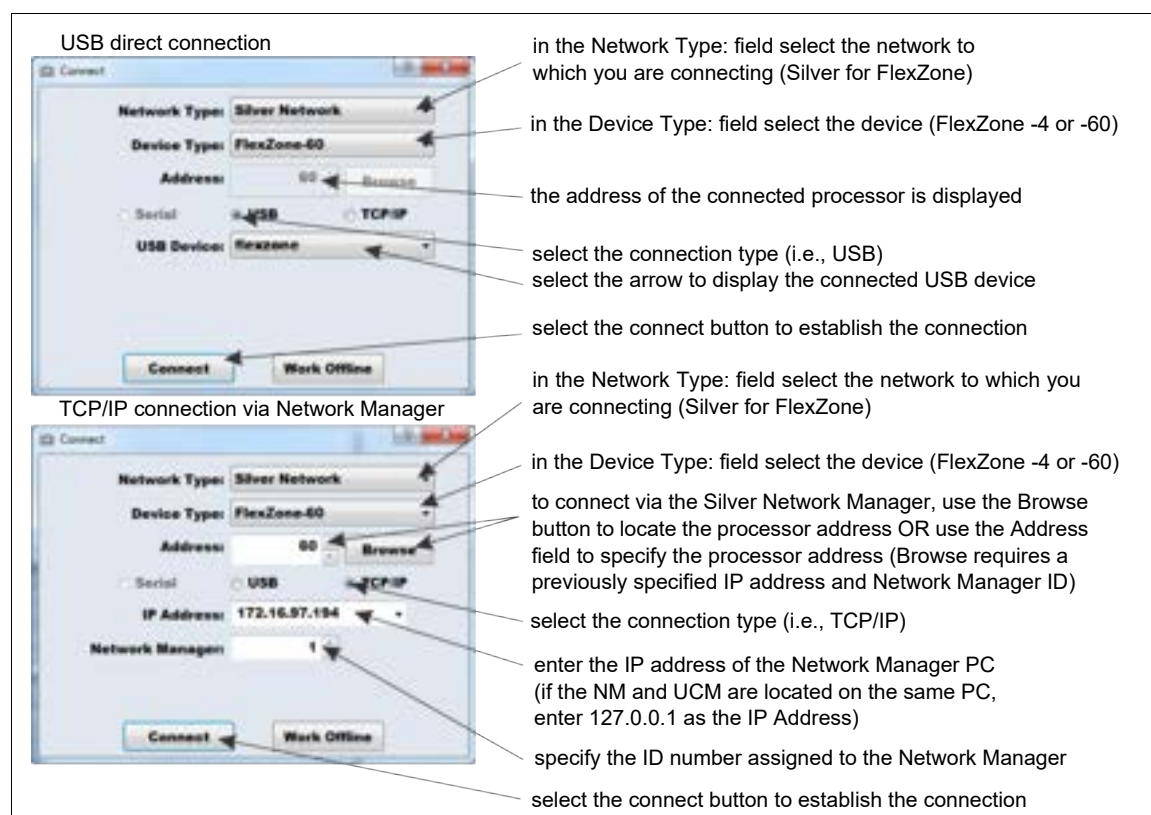 USB direct connection
Connect
Network Type: Silver Network
Device Type: FlexZone-60
Address: 60 Browse
Serial USB TCP/IP
USB Device: flexzone
Connect Work Offline
in the Network Type: field select the network to
which you are connecting (Silver for FlexZone)
in the Device Type: field select the device (FlexZone -4 or -60)
the address of the connected processor is displayed
select the connection type (i.e., USB)
select the arrow to display the connected USB device
select the connect button to establish the connection
TCP/IP connection via Network Manager
Connect
Network Type: Silver Network
Device Type: FlexZone-60
Address: 60 Browse
Serial USB TCP/IP
IP Address: 172.16.97.194
Network Manager: 1
Connect Work Offline
in the Network Type: field select the network to which you
are connecting (Silver for FlexZone)
in the Device Type: field select the device (FlexZone -4 or -60)
to connect via the Silver Network Manager, use the Browse
button to locate the processor address OR use the Address
field to specify the processor address (Browse requires a
previously specified IP address and Network Manager ID)
select the connection type (i.e., TCP/IP)
enter the IP address of the Network Manager PC
(if the NM and UCM are located on the same PC,
enter 127.0.0.1 as the IP Address)
specify the ID number assigned to the Network Manager
select the connect button to establish the connection